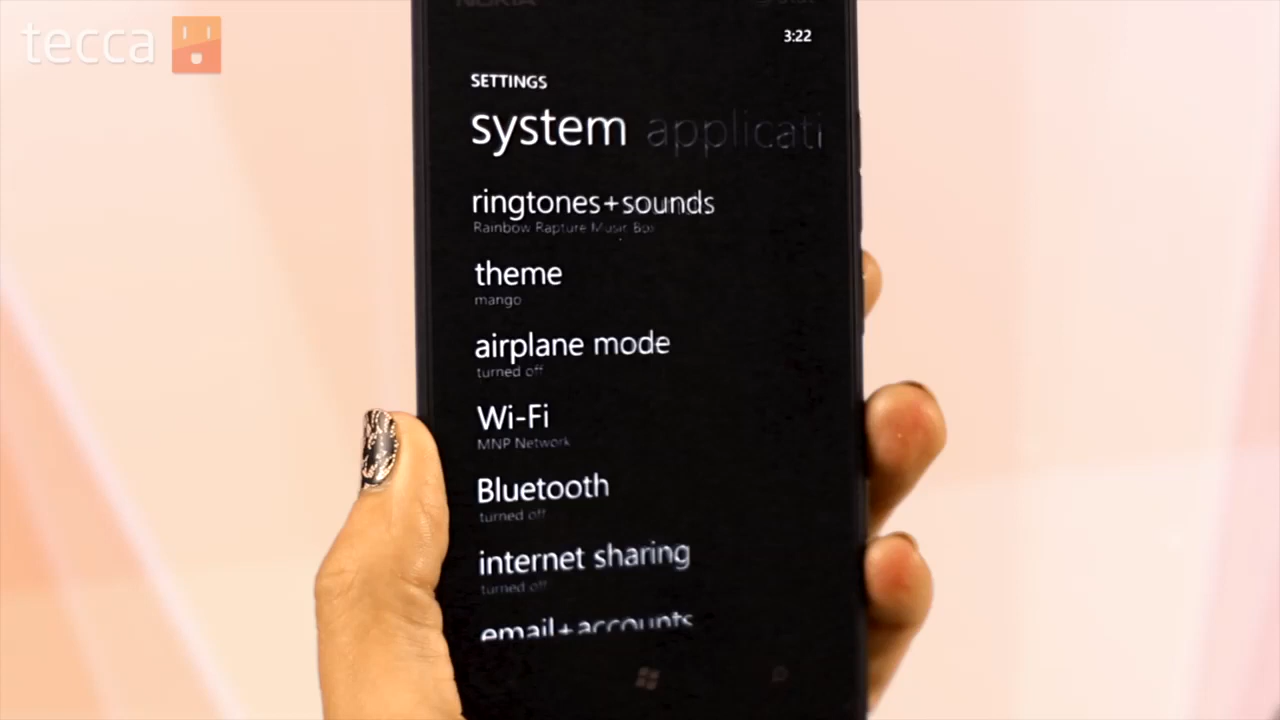 tecca
NOKIA
3:22
SETTINGS
system applicati
ringtones+sounds
Rainbow Rapture Music Box
theme
mango
airplane mode
turned off
Wi-Fi
MNP Network
Bluetooth
turned off
internet sharing
turned off
email+accounts